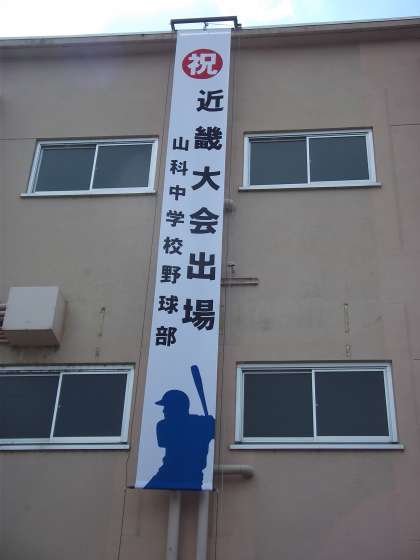 祝
近畿大会出場
山科中学校野球部